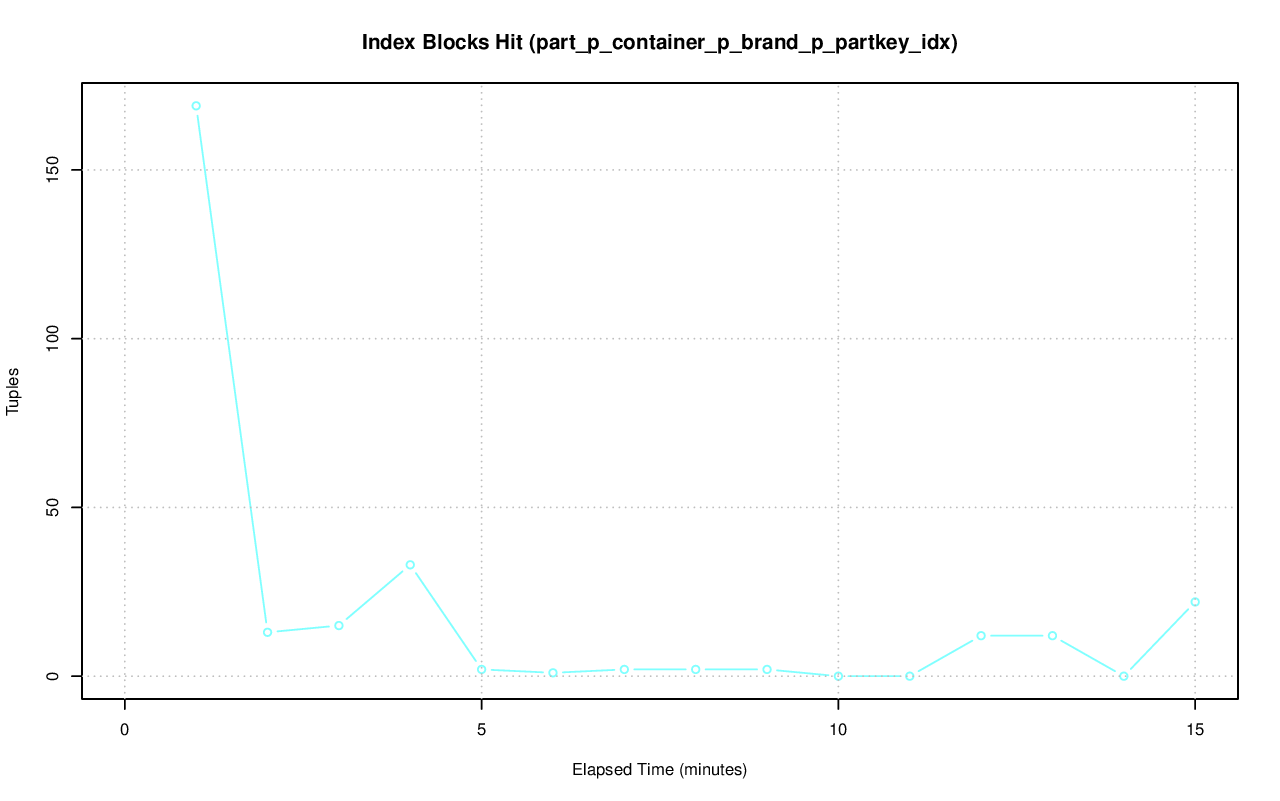 Index Blocks Hit (part_p_container_p_brand_p_partkey_idx)
Tuples
150
100
50
0
0 5 10 15
Elapsed Time (minutes)